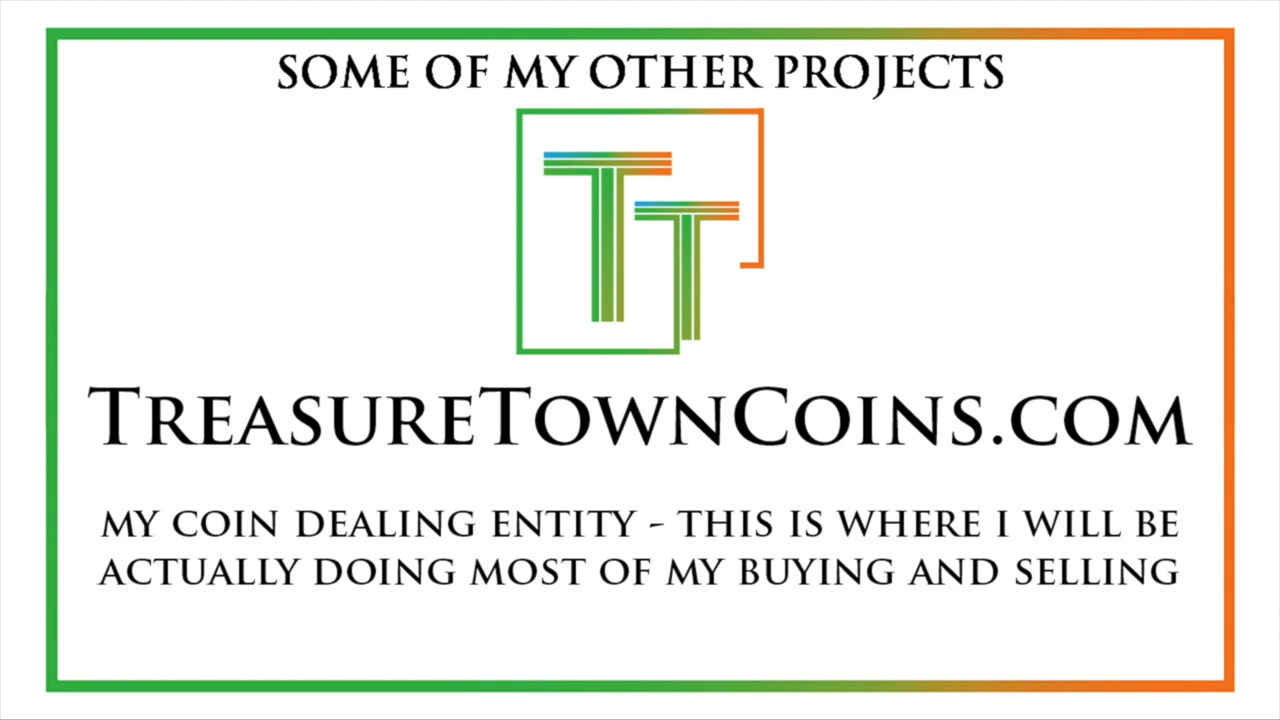 SOME OF MY OTHER PROJECTS
TT
TREASURETOWNCOINS.COM
MY COIN DEALING ENTITY - THIS IS WHERE I WILL BE
ACTUALLY DOING MOST OF MY BUYING AND SELLING